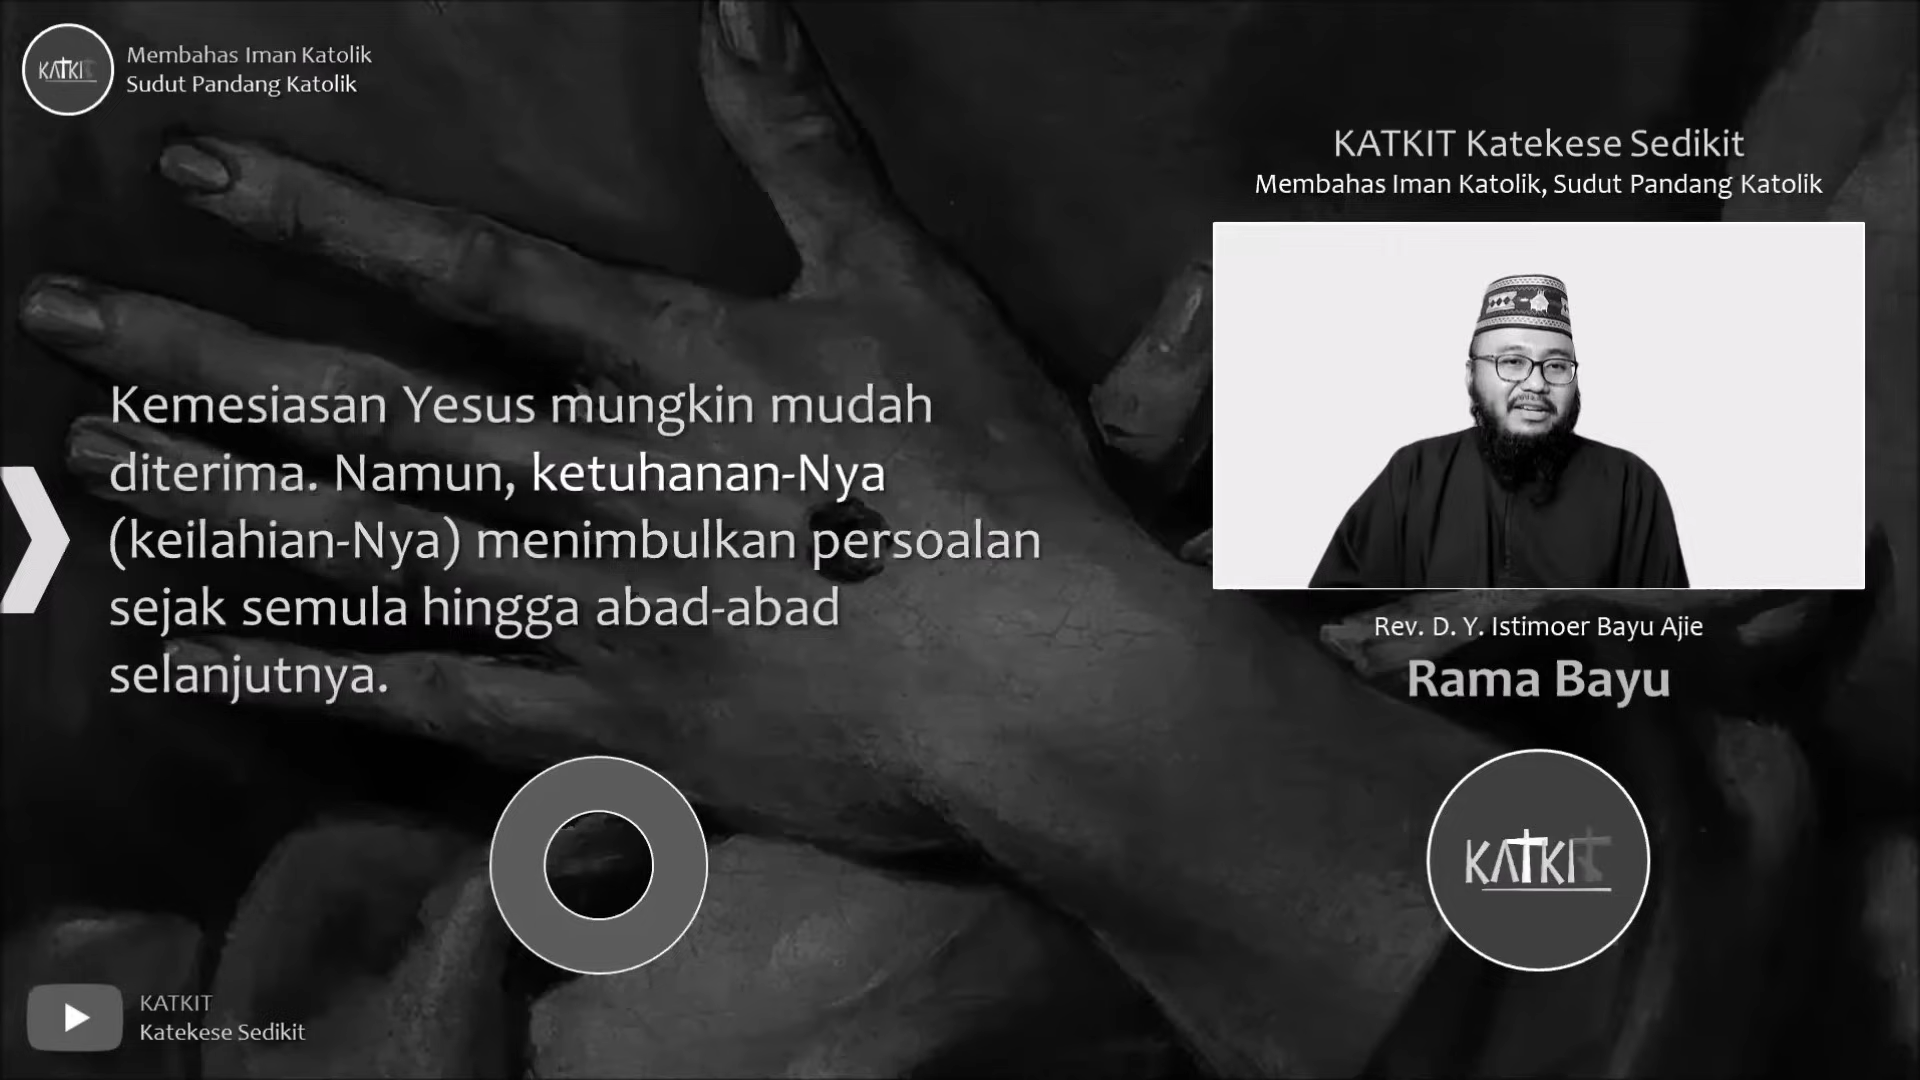 KATKIT
Membahas Iman Katolik
Sudut Pandang Katolik
KATKIT Katekese Sedikit
Membahas Iman Katolik, Sudut Pandang Katolik
Kemesiasan Yesus mungkin mudah
diterima. Namun, ketuhanan-Nya
(keilahian-Nya) menimbulkan persoalan
sejak semula hingga abad-abad
selanjutnya.
Rev. D. Y. Istimoer Bayu Ajie
Rama Bayu
KATKIT
KATKIT
Katekese Sedikit